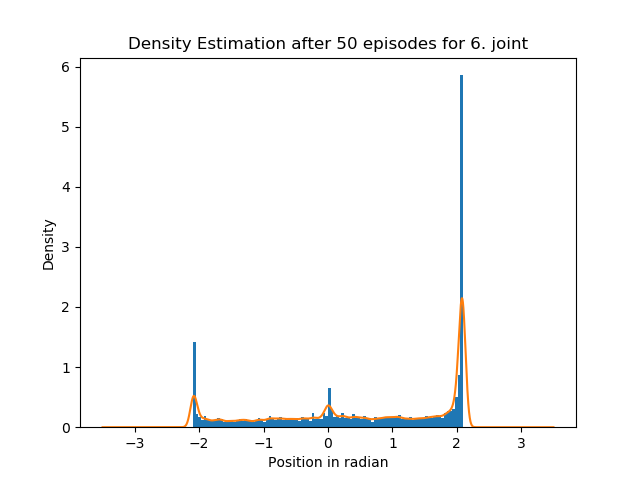 Density Estimation after 50 episodes for 6. joint
6
5
4
3
2
1
0
Density
−3 −2 −1 0 1 2 3
Position in radian